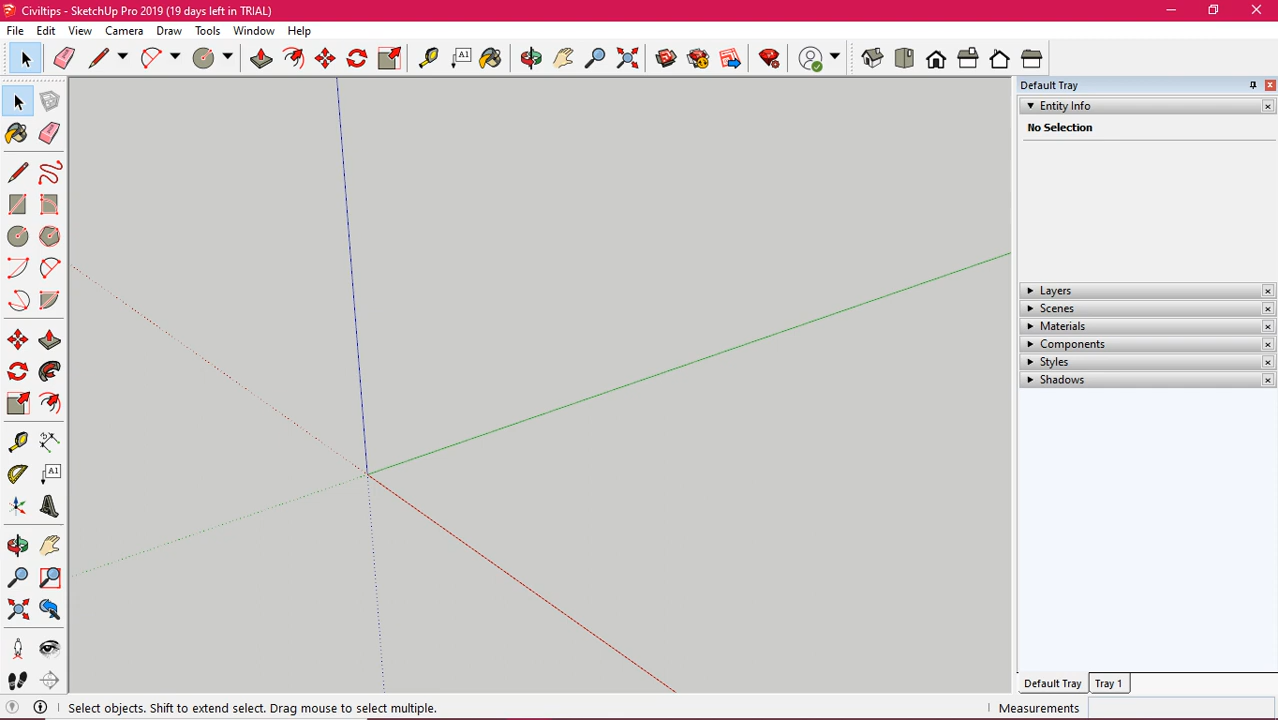 Civiltips - SketchUp Pro 2019 (19 days left in TRIAL)
File Edit View Camera Draw Tools Window Help
A1
Default Tray
Entity Info
No Selection
Layers
Scenes
Materials
Components
Styles
Shadows
A1
Default Tray Tray 1
Select objects. Shift to extend select. Drag mouse to select multiple.
Measurements